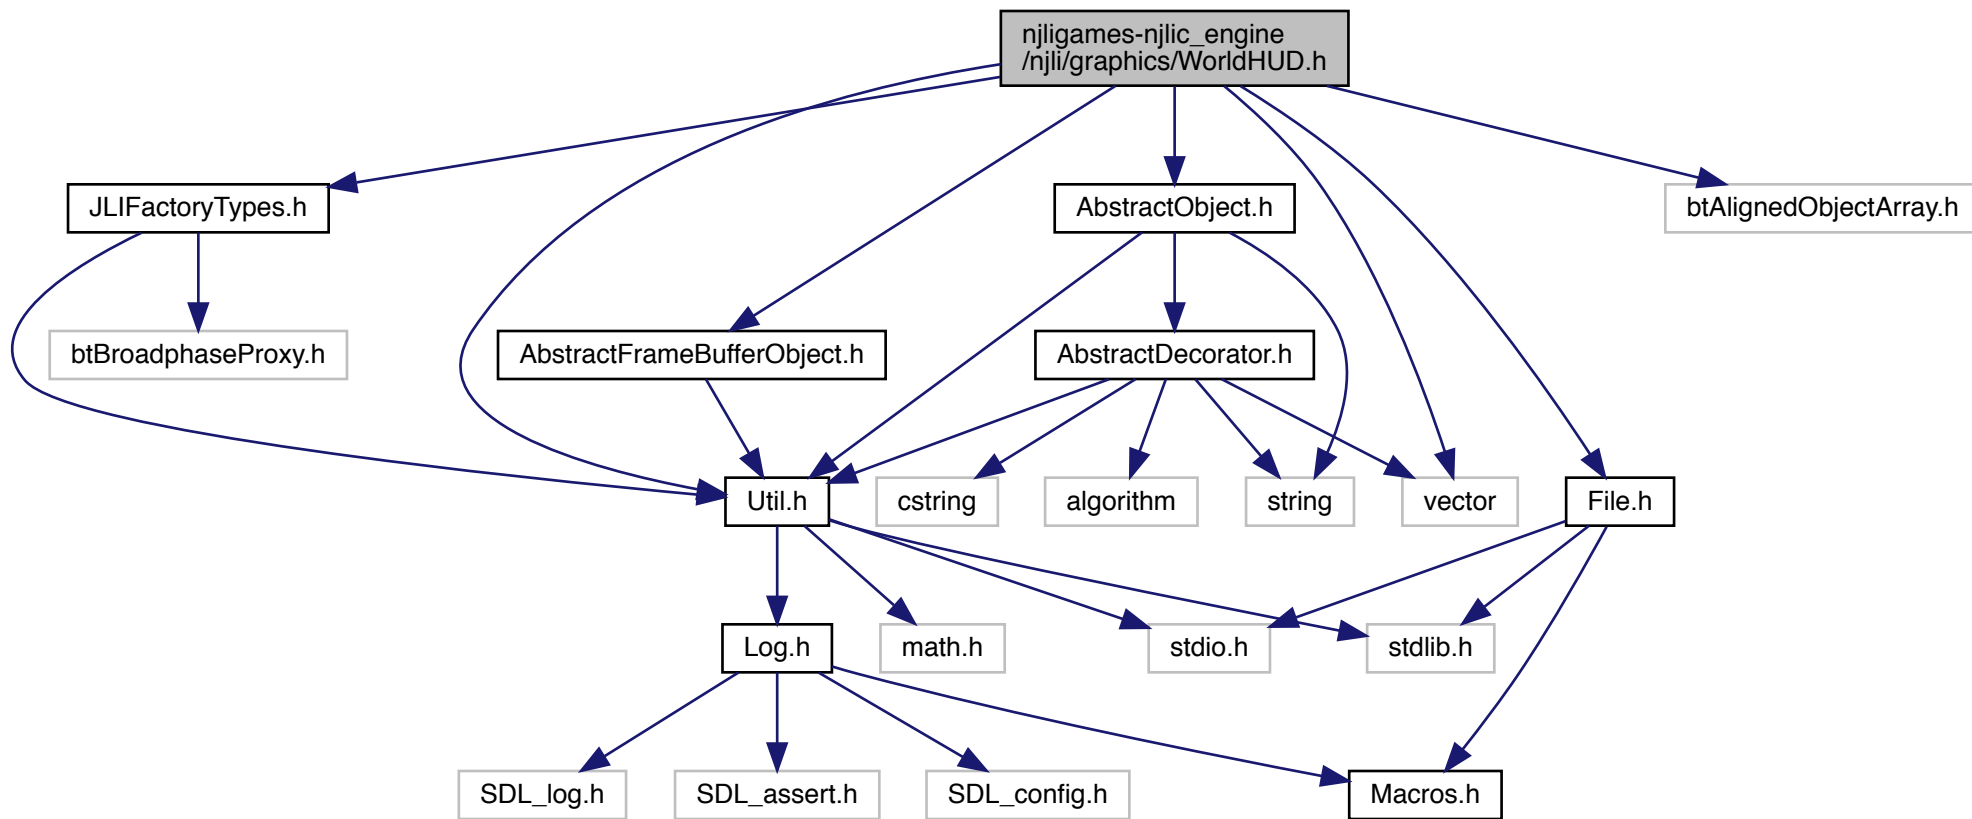 njligames-njlic_engine
/njli/graphics/WorldHUD.h
JLIFactoryTypes.h
AbstractObject.h
btAlignedObjectArray.h
btBroadphaseProxy.h
AbstractFrameBufferObject.h
AbstractDecorator.h
Util.h
cstring
algorithm
string
vector
File.h
Log.h
math.h
stdio.h
stdlib.h
SDL_log.h
SDL_assert.h
SDL_config.h
Macros.h